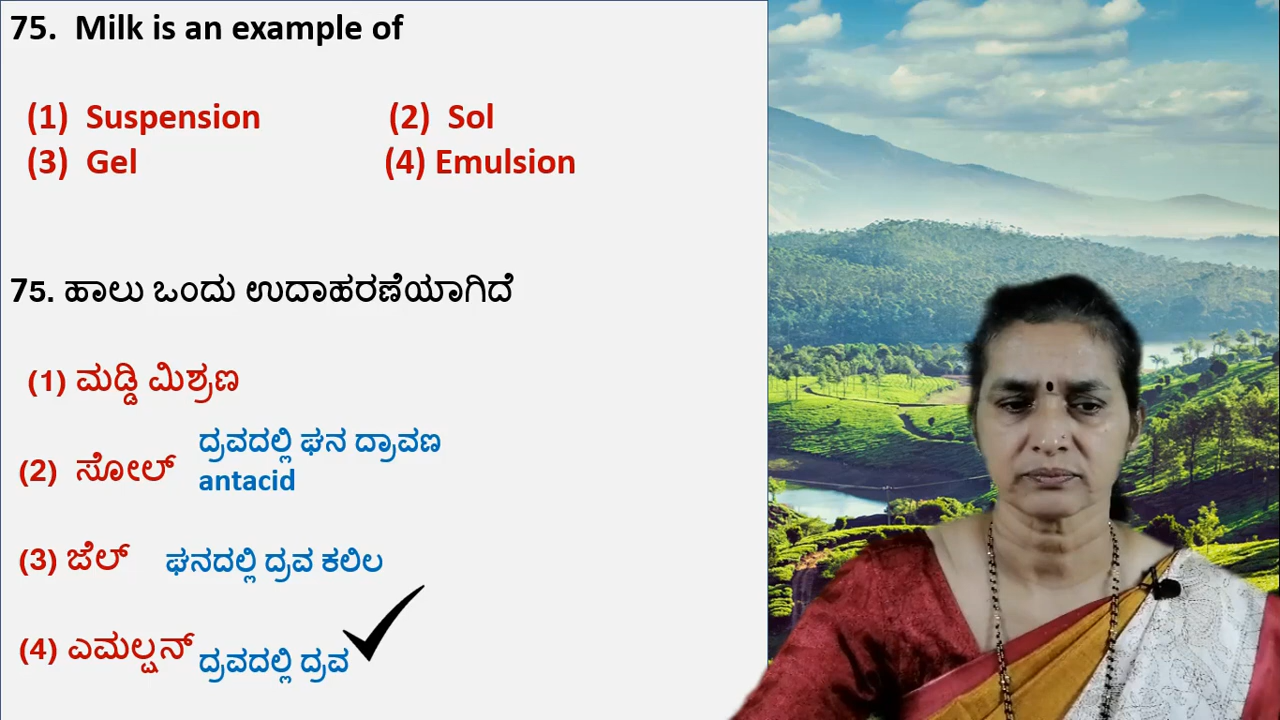 75. Milk is an example of
(1) Suspension (2) Sol
(3) Gel (4) Emulsion
75. ಹಾಲು ಒಂದು ಉದಾಹರಣೆಯಾಗಿದೆ
(1) ಮಡ್ಡಿ ಮಿಶ್ರಣ
(2) ಸೋಲ್ ದ್ರವದಲ್ಲಿ ಘನ ದ್ರಾವಣ
antacid
(3) ಜೆಲ್ ಘನದಲ್ಲಿ ದ್ರವ ಕಲಿಲ
(4) ಎಮಲ್ಷನ್ ದ್ರವದಲ್ಲಿ ದ್ರವ